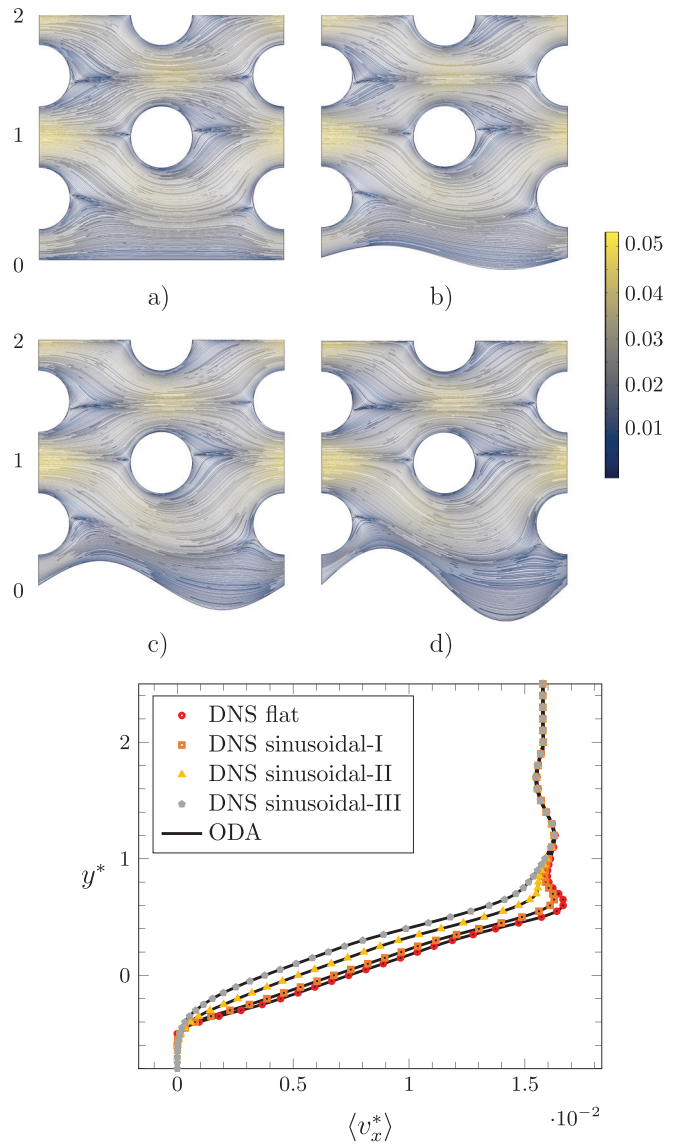 2
1
0
a)
b)
0.05
0.04
0.03
0.02
0.01
2
1
0
c)
d)
DNS flat
DNS sinusoidal-I
DNS sinusoidal-II
DNS sinusoidal-III
ODA
2
1
0
y*
0 0.5 1 1.5
·10⁻²
⟨v*ₓ⟩